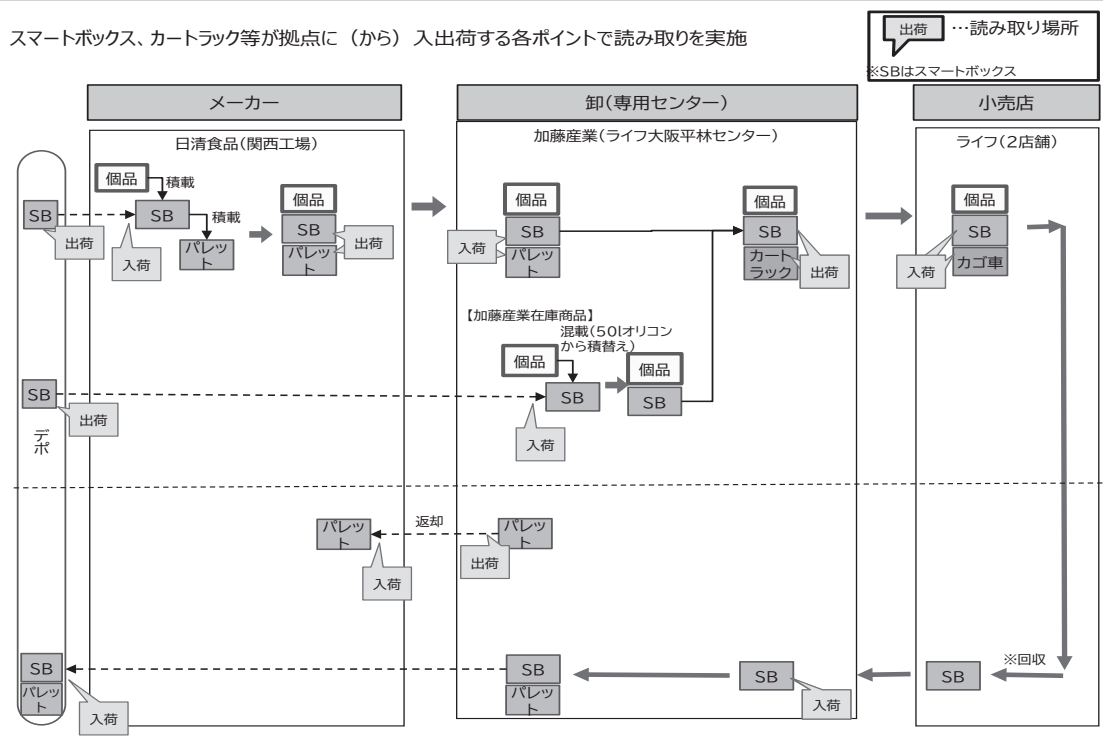 スマートボックス、カートラック等が拠点に（から）入出荷する各ポイントで読み取りを実施
出荷
…読み取り場所
※SBはスマートボックス
メーカー
卸(専用センター)
小売店
日清食品(関西工場)
加藤産業(ライフ大阪平林センター)
ライフ(2店舗)
個品
積載
SB
出荷
SB
入荷
積載
パレッ
ト
個品
SB
パレッ
ト
出荷
個品
SB
パレッ
ト
入荷
個品
SB
カート
ラック
出荷
個品
SB
カゴ車
入荷
【加藤産業在庫商品】
混載(50lオリコン
から積替え)
個品
SB
入荷
個品
SB
SB
出荷
デポ
パレッ
ト
入荷
返却
パレッ
ト
出荷
SB
パレッ
ト
入荷
SB
パレッ
ト
SB
入荷
SB
※回収